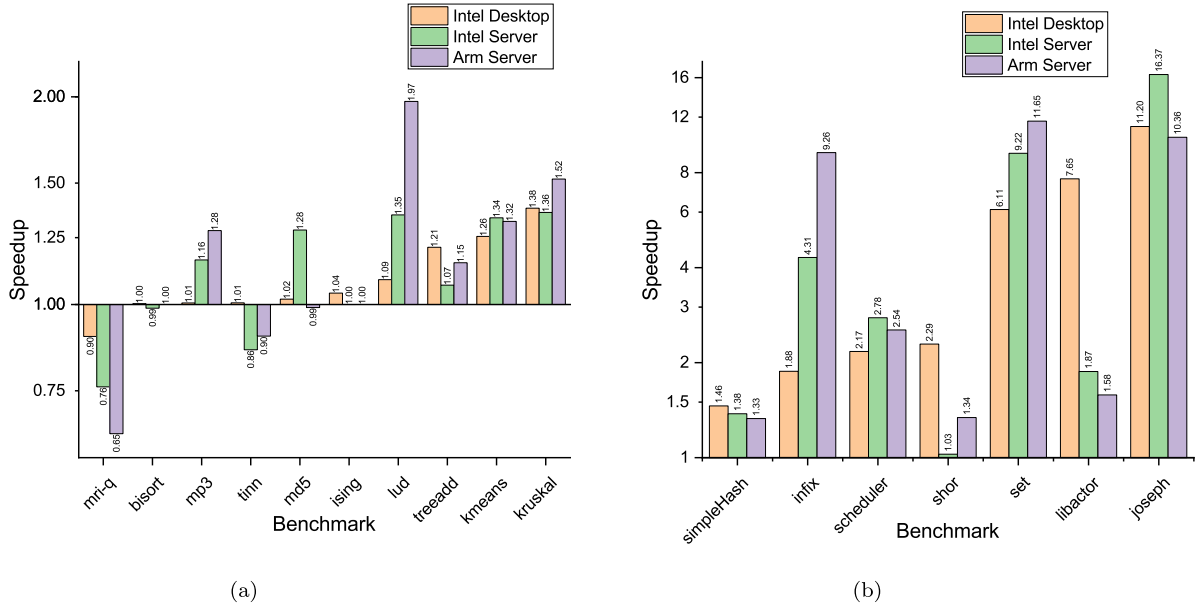 Intel Desktop
Intel Server
Arm Server
Speedup
2.00
1.50
1.25
1.00
0.75
0.90
0.76
0.65
1.00
0.99
1.00
1.01
1.16
1.28
1.01
0.86
0.90
1.02
1.28
0.99
1.04
1.00
1.00
1.09
1.35
1.97
1.21
1.07
1.15
1.26
1.34
1.32
1.38
1.36
1.52
mri-q
bisort
mp3
tinn
md5
ising
lud
treeadd
kmeans
kruskal
Benchmark
(a)
Intel Desktop
Intel Server
Arm Server
Speedup
16
12
8
6
4
3
2
1.5
1
1.46
1.38
1.33
1.88
4.31
9.26
2.17
2.78
2.54
2.29
1.03
1.34
6.11
9.22
11.65
7.65
1.87
1.58
11.20
16.37
10.36
simpleHash
infix
scheduler
shor
set
libactor
joseph
Benchmark
(b)